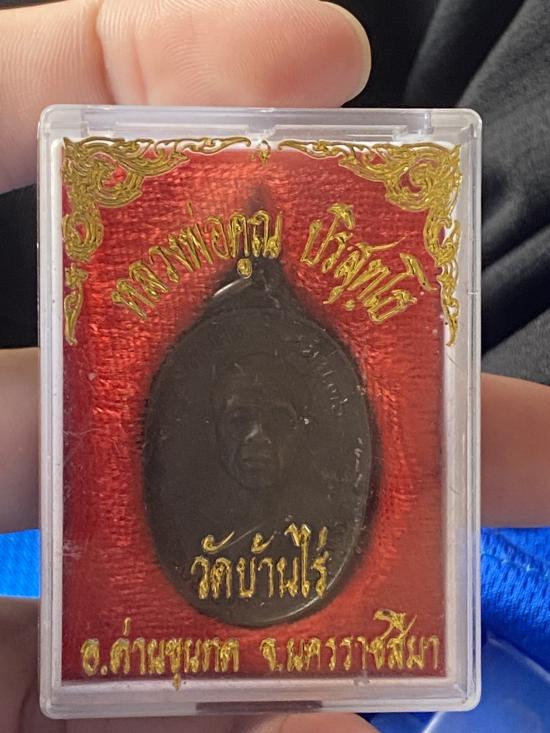 หลวงพ่อคูณ ปริสุทฺโธ
วัดบ้านไร่
อ.ด่านขุนทด จ.นครราชสีมา